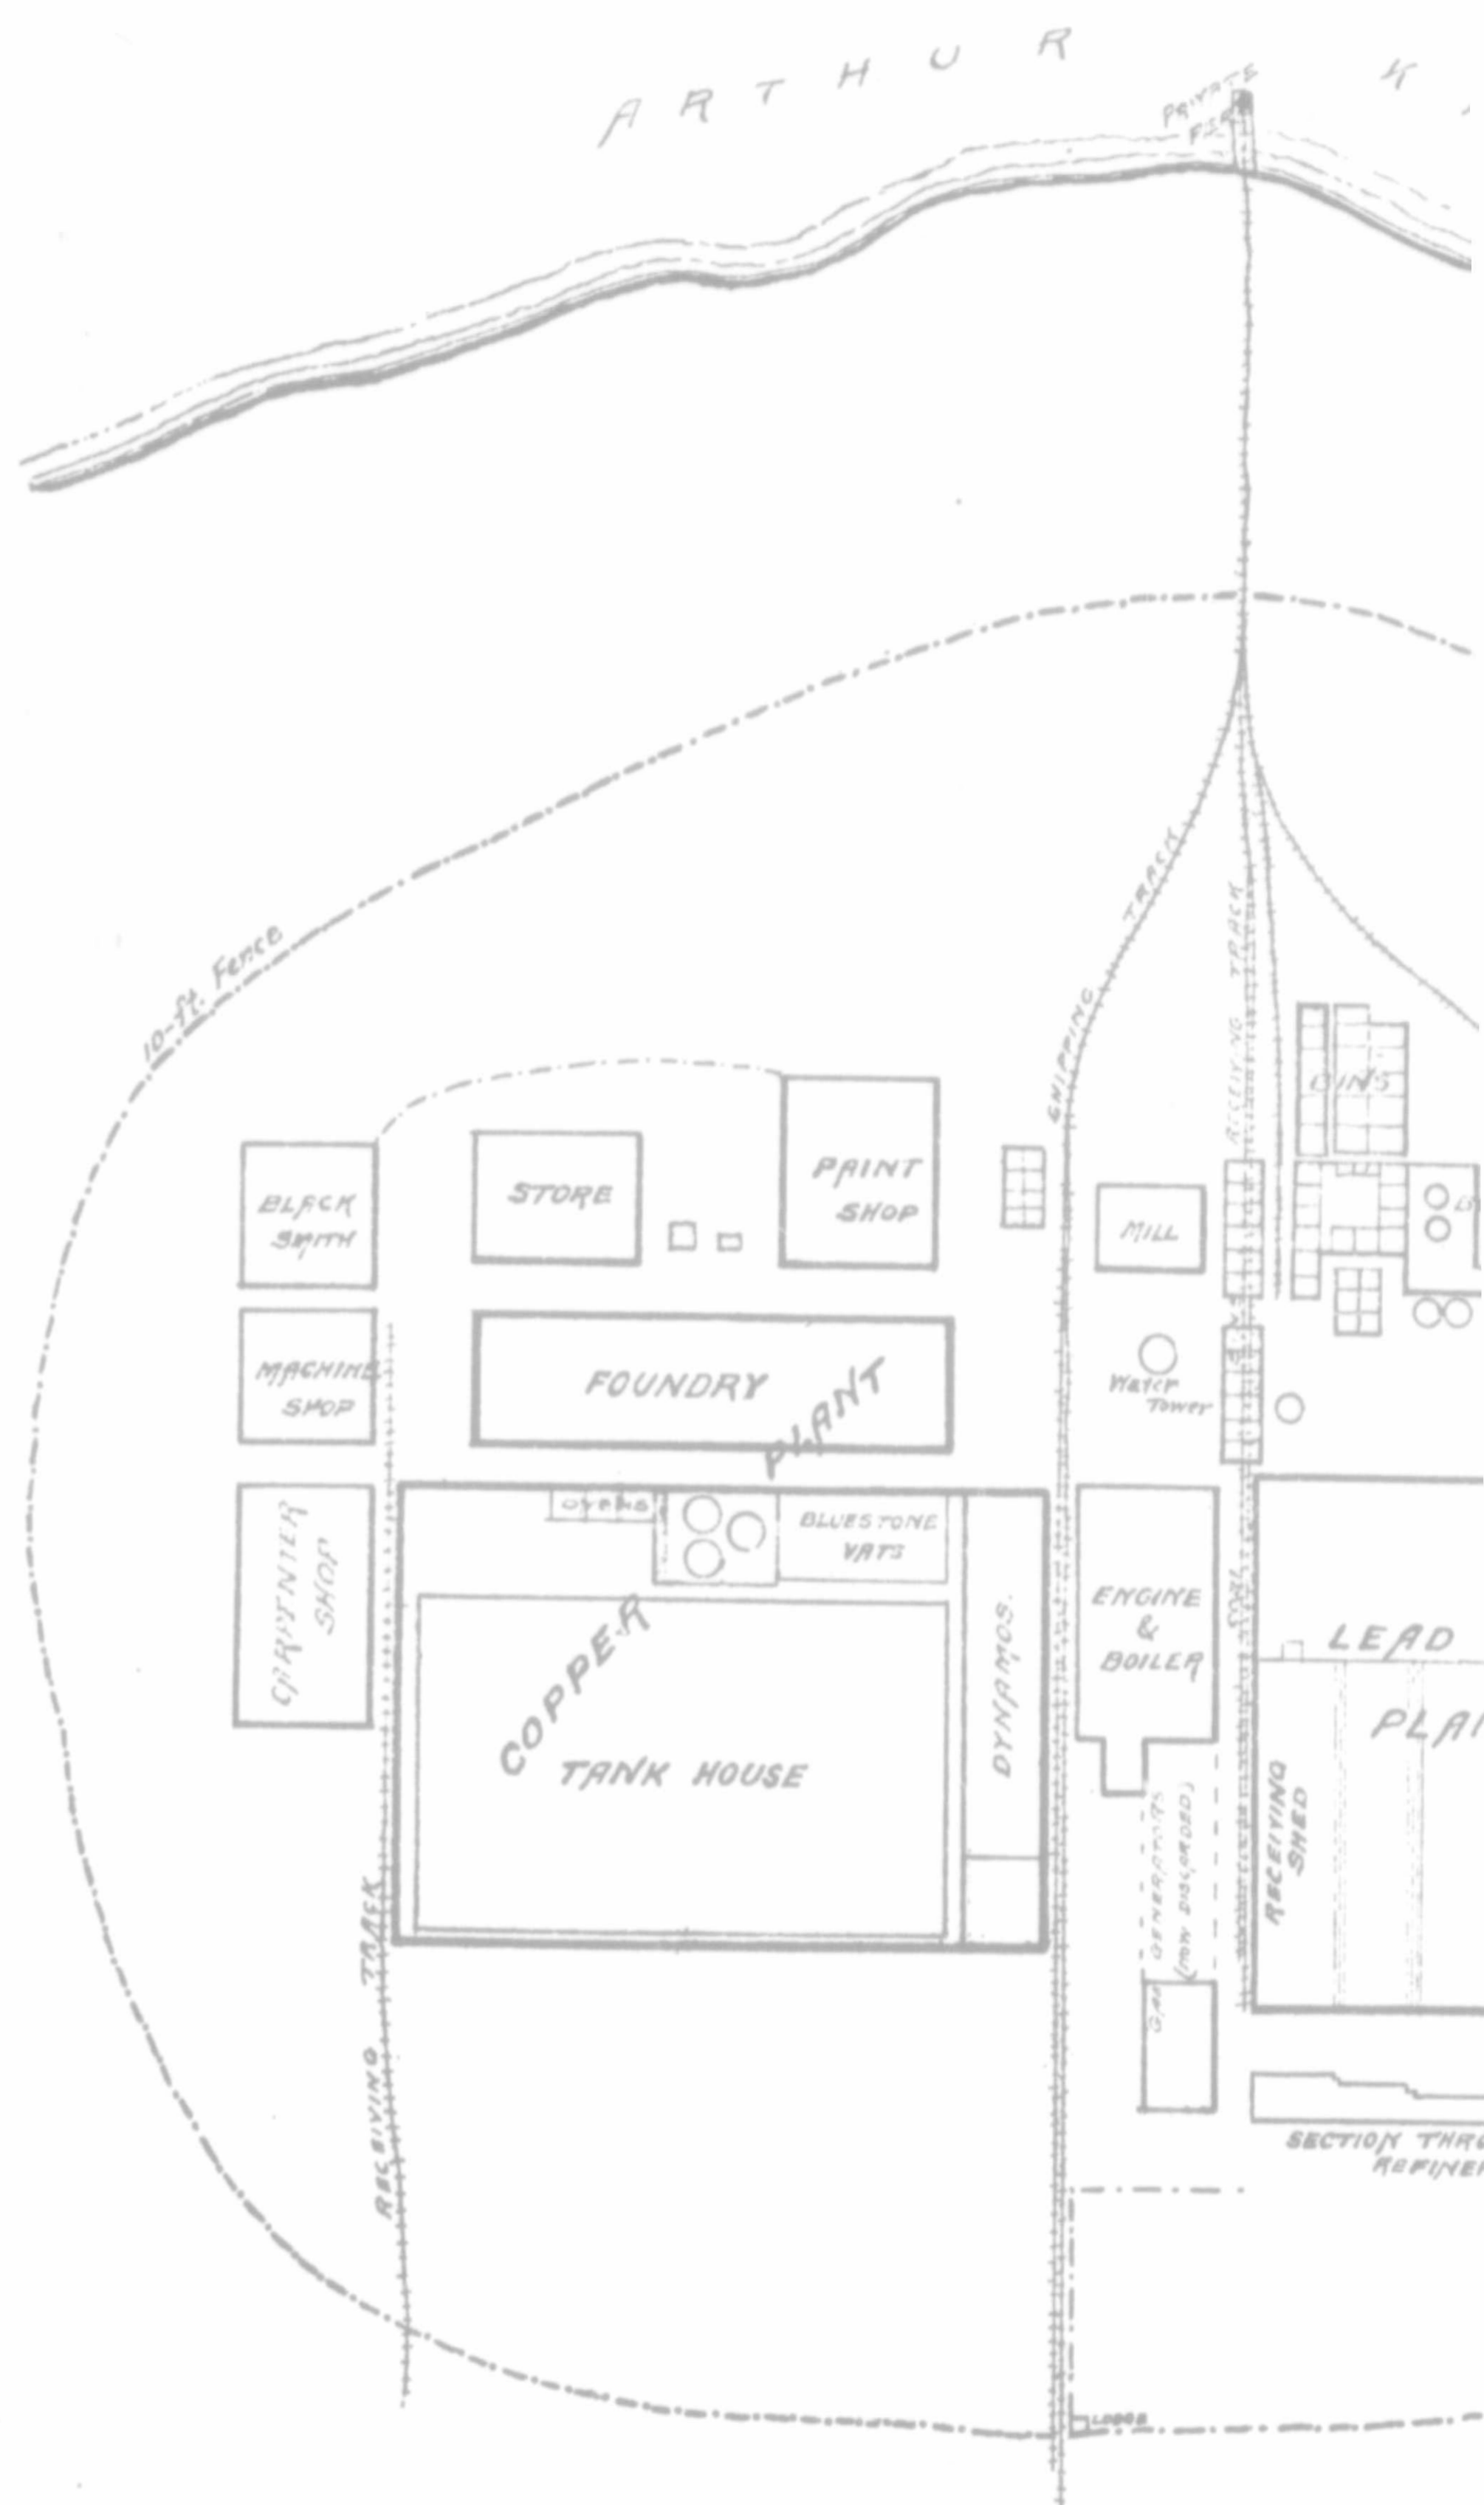 ARTHUR K
PRIVATE
PIER
10-ft. Fence
SHIPPING TRACK
RECEIVING TRACK
BINS
BLACK
SMITH
STORE
PAINT
SHOP
MILL
MACHINE
SHOP
FOUNDRY
Water
Tower
COPPER PLANT
CARPENTER
SHOP
OVENS
BLUESTONE
VATS
TANK HOUSE
DYNAMOS.
ENGINE
&
BOILER
LEAD
PLA
RECEIVING
SHED
GAS GENERATORS
(NOW DISCARDED)
RECEIVING TRACK
SECTION THRO
REFINER
LODGE